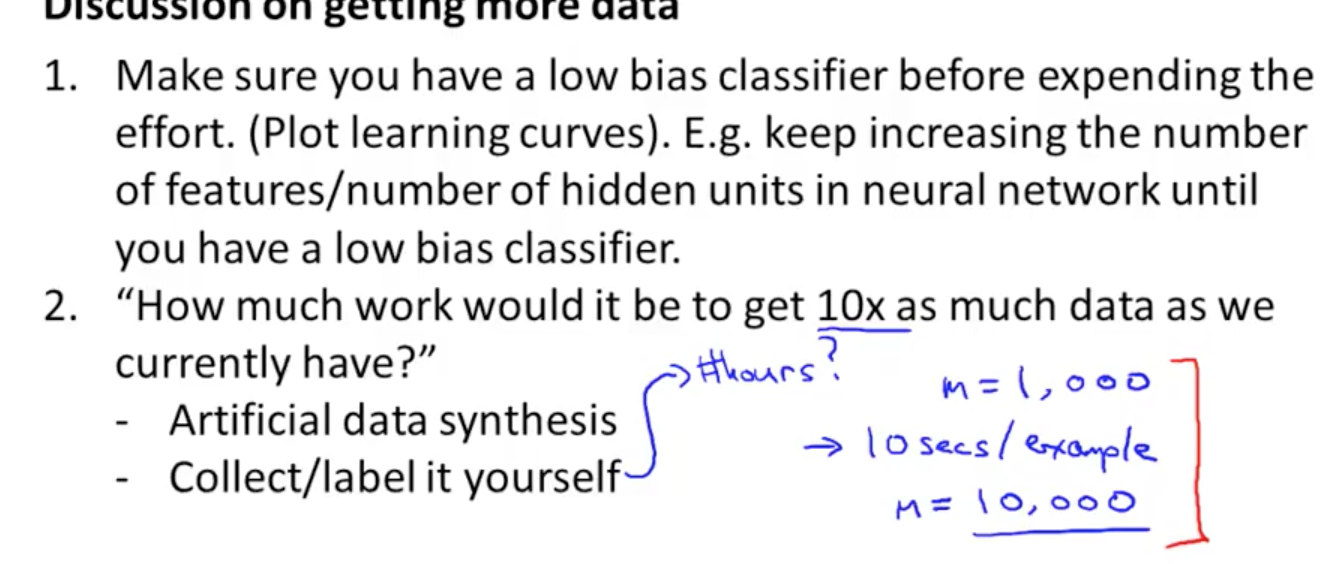 Discussion on getting more data
1. Make sure you have a low bias classifier before expending the
effort. (Plot learning curves). E.g. keep increasing the number
of features/number of hidden units in neural network until
you have a low bias classifier.
2. “How much work would it be to get 10x as much data as we
currently have?”
→ #hours?
m = 1,000
- Artificial data synthesis
→ 10 secs/example
- Collect/label it yourself
m = 10,000